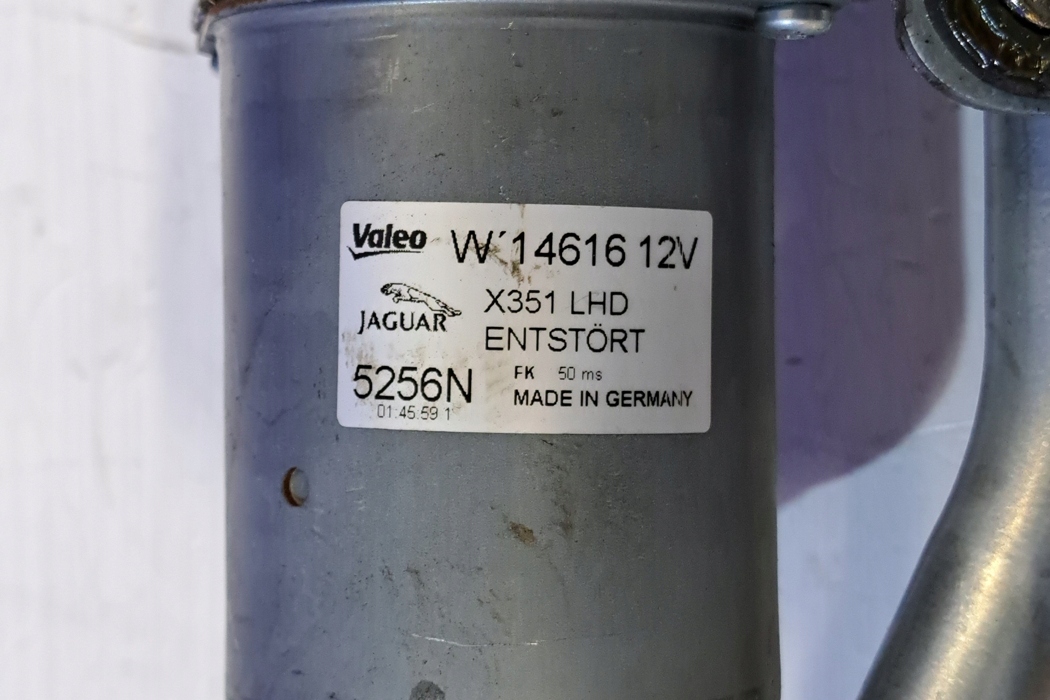 Valeo W´14616 12V
JAGUAR X351 LHD
ENTSTÖRT
5256N FK 50 ms
01:45:59 1 MADE IN GERMANY